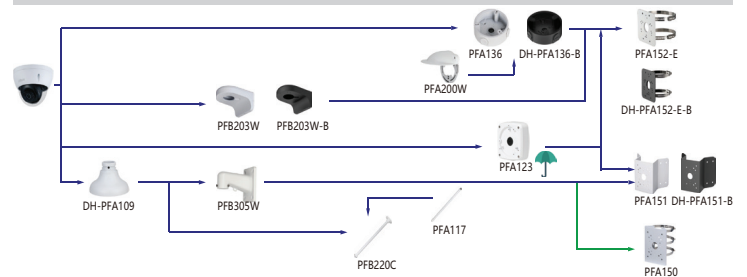 PFA136 DH-PFA136-B
PFA152-E
PFA200W
DH-PFA152-E-B
PFB203W PFB203W-B
PFA123
DH-PFA109
PFB305W
PFA151 DH-PFA151-B
PFA117
PFB220C
PFA150